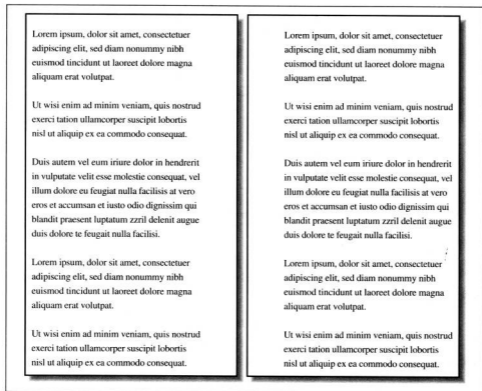 Lorem ipsum, dolor sit amet, consectetuer
adipiscing elit, sed diam nonummy nibh
euismod tincidunt ut laoreet dolore magna
aliquam erat volutpat.
Ut wisi enim ad minim veniam, quis nostrud
exerci tation ullamcorper suscipit lobortis
nisl ut aliquip ex ea commodo consequat.
Duis autem vel eum iriure dolor in hendrerit
in vulputate velit esse molestie consequat, vel
illum dolore eu feugiat nulla facilisis at vero
eros et accumsan et iusto odio dignissim qui
blandit praesent luptatum zzril delenit augue
duis dolore te feugait nulla facilisi.
Lorem ipsum, dolor sit amet, consectetuer
adipiscing elit, sed diam nonummy nibh
euismod tincidunt ut laoreet dolore magna
aliquam erat volutpat.
Ut wisi enim ad minim veniam, quis nostrud
exerci tation ullamcorper suscipit lobortis
nisl ut aliquip ex ea commodo consequat.
Lorem ipsum, dolor sit amet, consectetuer
adipiscing elit, sed diam nonummy nibh
euismod tincidunt ut laoreet dolore magna
aliquam erat volutpat.
Ut wisi enim ad minim veniam, quis nostrud
exerci tation ullamcorper suscipit lobortis
nisl ut aliquip ex ea commodo consequat.
Duis autem vel eum iriure dolor in hendrerit
in vulputate velit esse molestie consequat, vel
illum dolore eu feugiat nulla facilisis at vero
eros et accumsan et iusto odio dignissim qui
blandit praesent luptatum zzril delenit augue
duis dolore te feugait nulla facilisi.
Lorem ipsum, dolor sit amet, consectetuer
adipiscing elit, sed diam nonummy nibh
euismod tincidunt ut laoreet dolore magna
aliquam erat volutpat.
Ut wisi enim ad minim veniam, quis nostrud
exerci tation ullamcorper suscipit lobortis
nisl ut aliquip ex ea commodo consequat.